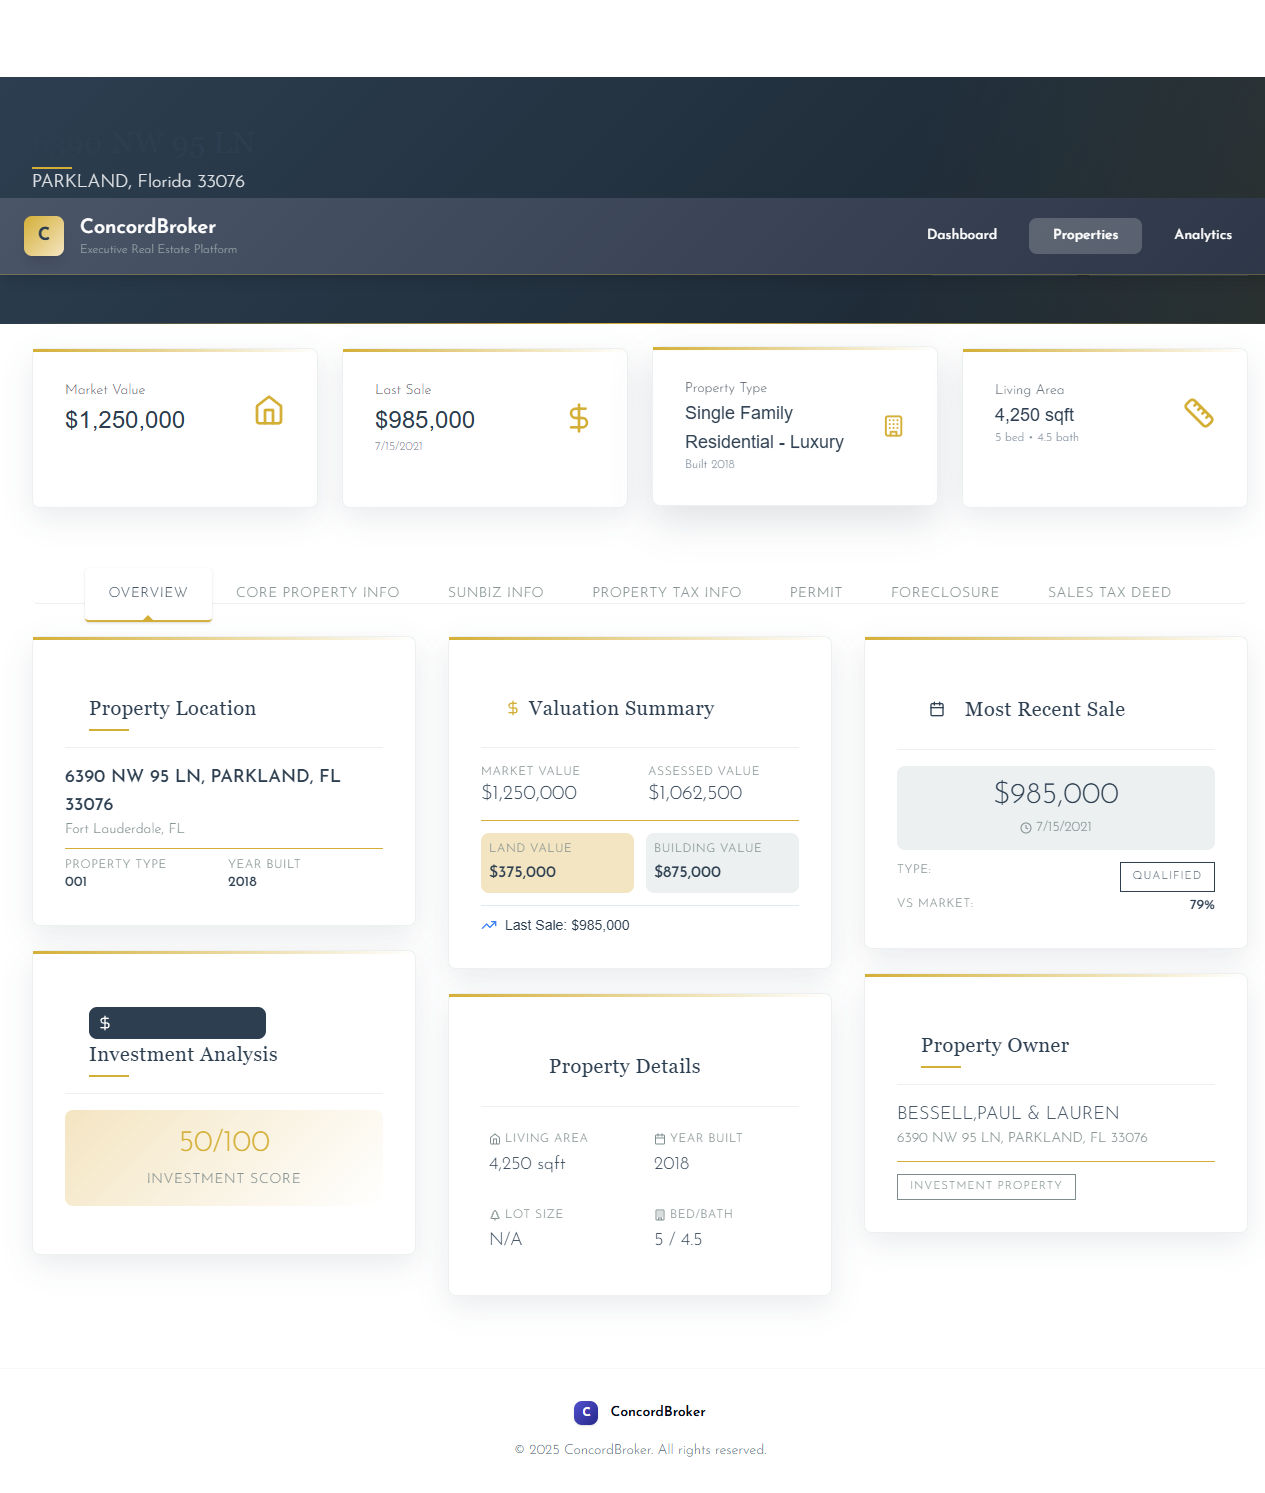 NW 95 LN
PARKLAND, Florida 33076
C
ConcordBroker
Executive Real Estate Platform
Dashboard
Properties
Analytics
Market Value
$1,250,000
Last Sale
$985,000
7/15/2021
Property Type
Single Family
Residential - Luxury
Built 2018
Living Area
4,250 sqft
5 bed • 4.5 bath
OVERVIEW
CORE PROPERTY INFO
SUNBIZ INFO
PROPERTY TAX INFO
PERMIT
FORECLOSURE
SALES TAX DEED
Property Location
6390 NW 95 LN, PARKLAND, FL
33076
Fort Lauderdale, FL
PROPERTY TYPE
001
YEAR BUILT
2018
Investment Analysis
50/100
INVESTMENT SCORE
Valuation Summary
MARKET VALUE
$1,250,000
ASSESSED VALUE
$1,062,500
LAND VALUE
$375,000
BUILDING VALUE
$875,000
Last Sale: $985,000
Property Details
LIVING AREA
4,250 sqft
YEAR BUILT
2018
LOT SIZE
N/A
BED/BATH
5 / 4.5
Most Recent Sale
$985,000
7/15/2021
TYPE:
QUALIFIED
VS MARKET:
79%
Property Owner
BESSELL,PAUL & LAUREN
6390 NW 95 LN, PARKLAND, FL 33076
INVESTMENT PROPERTY
C
ConcordBroker
© 2025 ConcordBroker. All rights reserved.